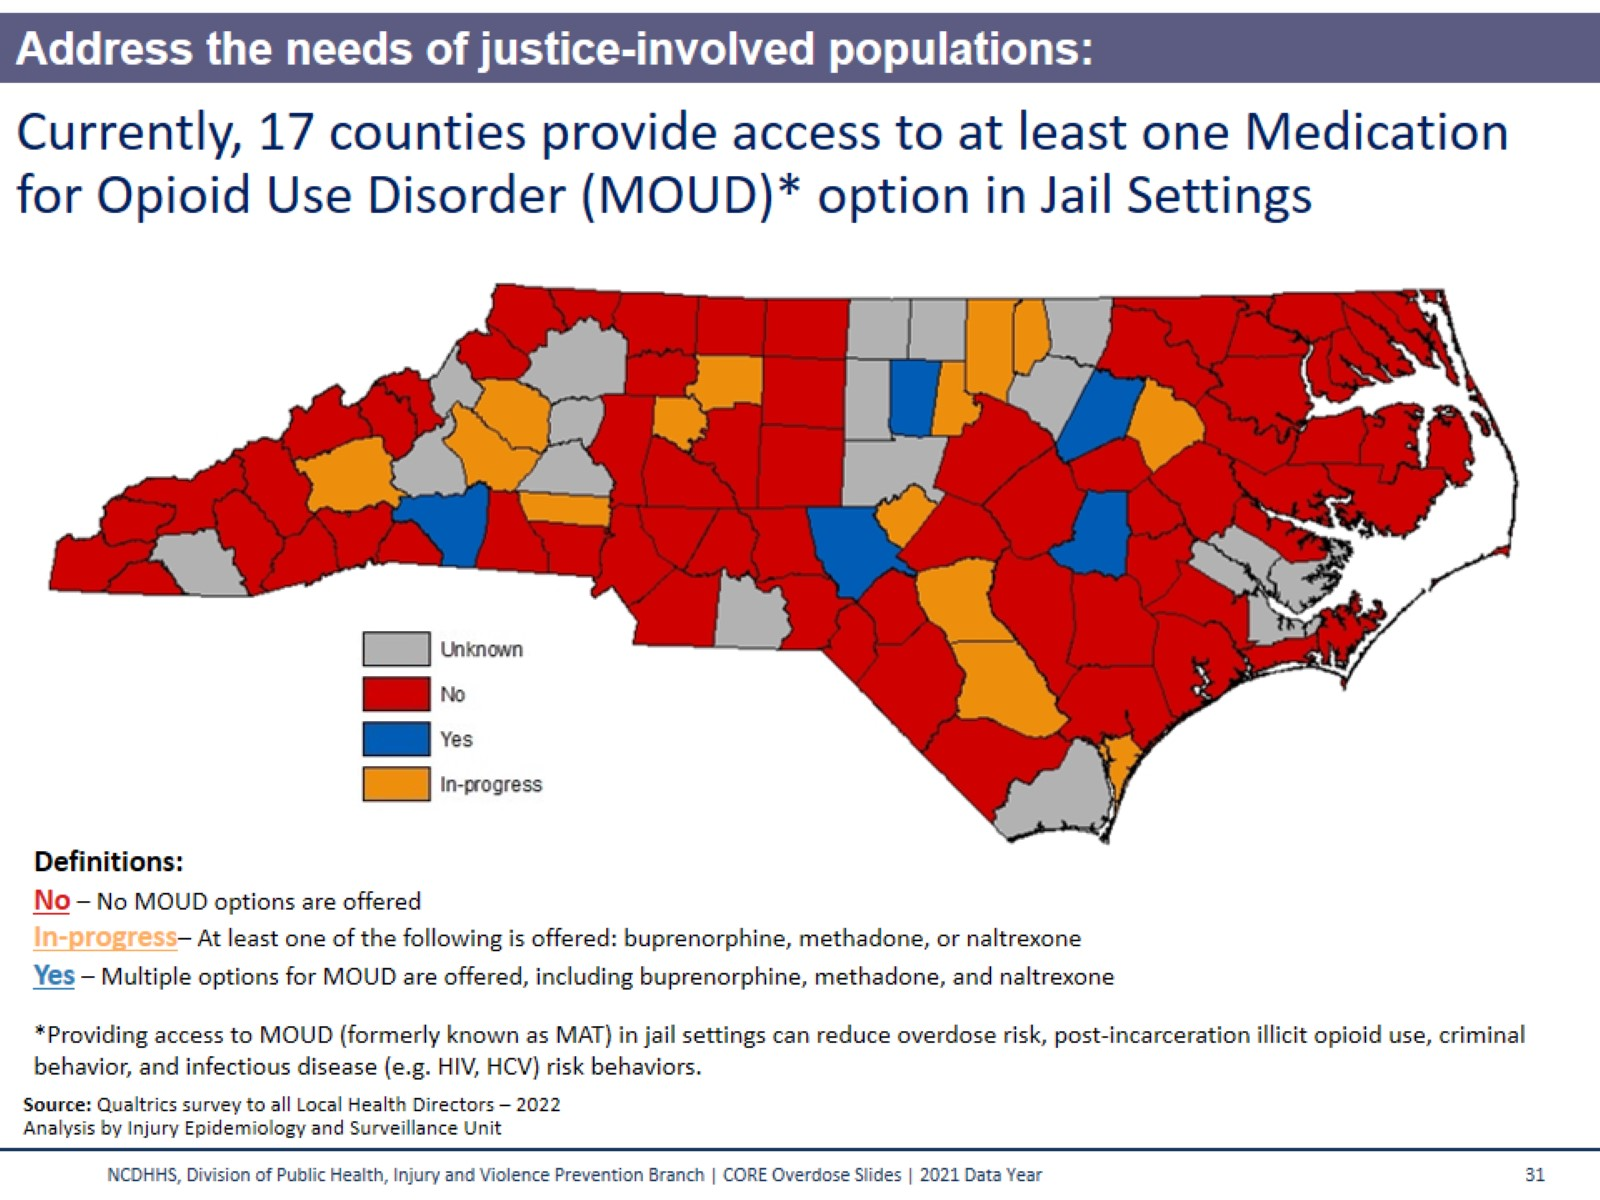 Address the needs of justice-involved populations:
Currently, 17 counties provide access to at least one Medication
for Opioid Use Disorder (MOUD)* option in Jail Settings
Unknown
No
Yes
In-progress
Definitions:
No – No MOUD options are offered
In-progress– At least one of the following is offered: buprenorphine, methadone, or naltrexone
Yes – Multiple options for MOUD are offered, including buprenorphine, methadone, and naltrexone
*Providing access to MOUD (formerly known as MAT) in jail settings can reduce overdose risk, post-incarceration illicit opioid use, criminal
behavior, and infectious disease (e.g. HIV, HCV) risk behaviors.
Source: Qualtrics survey to all Local Health Directors – 2022
Analysis by Injury Epidemiology and Surveillance Unit
NCDHHS, Division of Public Health, Injury and Violence Prevention Branch | CORE Overdose Slides | 2021 Data Year 31